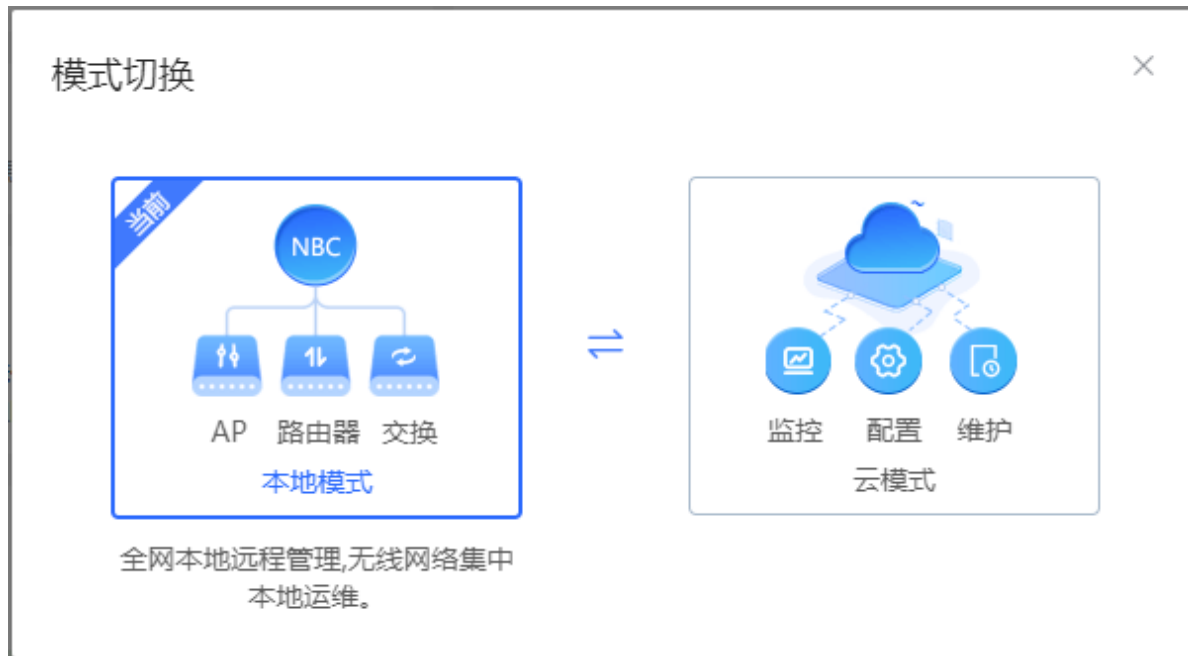 模式切换
当前
NBC
AP 路由器 交换
本地模式
监控 配置 维护
云模式
全网本地远程管理,无线网络集中
本地运维。